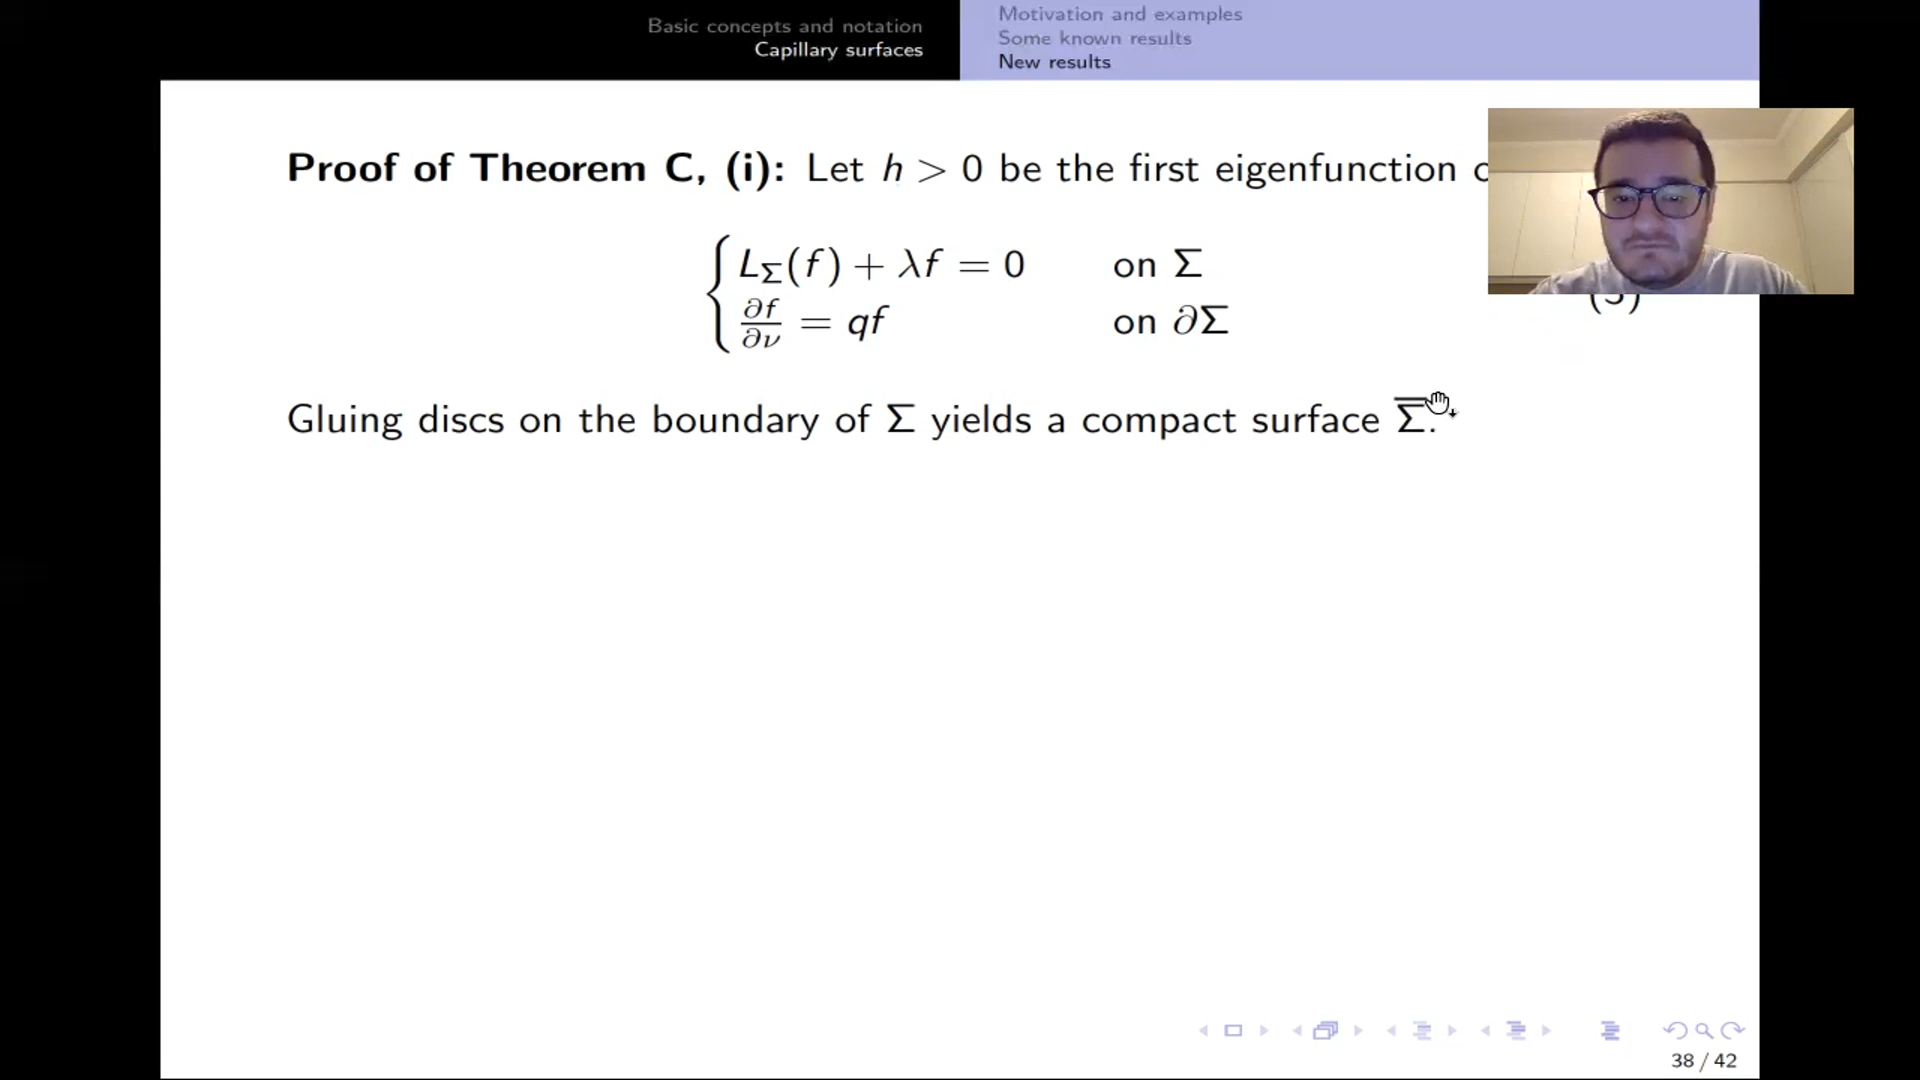 Basic concepts and notation
Capillary surfaces
Motivation and examples
Some known results
New results
Proof of Theorem C, (i): Let h > 0 be the first eigenfunction
L_Σ(f) + λf = 0 on Σ
∂f/∂ν = qf on ∂Σ
Gluing discs on the boundary of Σ yields a compact surface Σ̅.
38 / 42